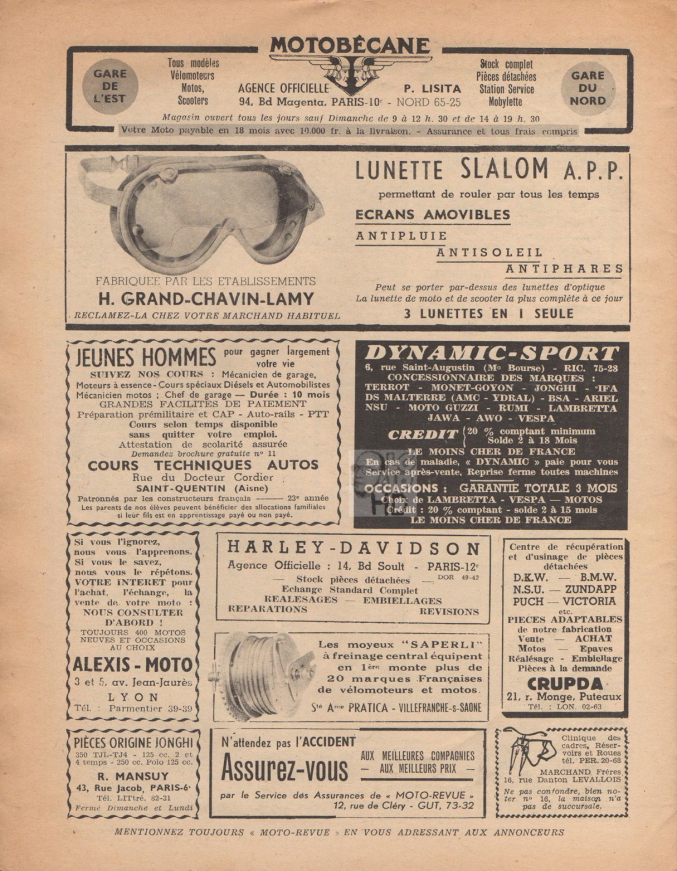 MOTOBÉCANE
GARE
DE
L'EST
Tous modèles
Vélomoteurs
Motos,
Scooters
AGENCE OFFICIELLE P. LISITA
94, Bd Magenta. PARIS-10e - NORD 65-25
Stock complet
Pièces détachées
Station Service
Mobylette
GARE
DU
NORD
Magasin ouvert tous les jours sauf Dimanche de 9 à 12 h. 30 et de 14 à 19 h. 30
Votre Moto payable en 18 mois avec 10.000 fr. à la livraison. - Assurance et tous frais compris
LUNETTE SLALOM A.P.P.
permettant de rouler par tous les temps
ECRANS AMOVIBLES
ANTIPLUIE
ANTISOLEIL
ANTIPHARES
Peut se porter par-dessus des lunettes d'optique
La lunette de moto et de scooter la plus complète à ce jour
3 LUNETTES EN 1 SEULE
FABRIQUEE PAR LES ETABLISSEMENTS
H. GRAND-CHAVIN-LAMY
RECLAMEZ-LA CHEZ VOTRE MARCHAND HABITUEL
JEUNES HOMMES pour gagner largement
votre vie
SUIVEZ NOS COURS : Mécanicien de garage,
Moteurs à essence - Cours spéciaux Diésels et Automobilistes
Mécanicien motos ; Chef de garage — Durée : 10 mois
GRANDES FACILITES DE PAIEMENT
Préparation prémilitaire et CAP - Auto-rails - PTT
Cours selon temps disponible
sans quitter votre emploi.
Attestation de scolarité assurée
Demandez brochure gratuite n° 11
COURS TECHNIQUES AUTOS
Rue du Docteur Cordier
SAINT-QUENTIN (Aisne)
Patronnés par les constructeurs français — 23e année
Les parents de nos élèves peuvent bénéficier des allocations familiales
si leur fils est en apprentissage payé ou non payé.
DYNAMIC-SPORT
6, rue Saint-Augustin (Mo Bourse) - RIC. 75-28
CONCESSIONNAIRE DES MARQUES :
TERROT - MONET-GOYON - JONGHI - IFA
DS MALTERRE (AMC - YDRAL) - BSA - ARIEL
NSU - MOTO GUZZI - RUMI - LAMBRETTA
JAWA - AWO - VESPA
CREDIT { 20 % comptant minimum
Solde 2 à 18 Mois
LE MOINS CHER DE FRANCE
En cas de maladie, « DYNAMIC » paie pour vous
Service après-vente. Reprise ferme toutes machines
OCCASIONS : GARANTIE TOTALE 3 MOIS
Choix de LAMBRETTA - VESPA — MOTOS
Crédit : 20 % comptant - solde 2 à 15 mois
LE MOINS CHER DE FRANCE
Si vous l'ignorez,
nous vous l'apprenons.
Si vous le savez,
nous vous le répétons.
VOTRE INTERET pour
l'achat, l'échange, la
vente de votre moto :
NOUS CONSULTER
D'ABORD !
TOUJOURS 400 MOTOS
NEUVES ET OCCASIONS
AU CHOIX
ALEXIS - MOTO
3 et 5, av. Jean-Jaurès
LYON
Tél. : Parmentier 39-39
HARLEY-DAVIDSON
Agence Officielle : 14, Bd Soult - PARIS-12e
— Stock pièces détachées — DOR 49-42
Echange Standard Complet
REALESAGES — EMBIELLAGES
REPARATIONS REVISIONS
Les moyeux "SAPERLI"
à freinage central équipent
en 1ère monte plus de
20 marques Françaises
de vélomoteurs et motos.
Sté Ame PRATICA - VILLEFRANCHE-s-SAONE
Centre de récupération
et d'usinage de pièces
détachées
D.K.W. — B.M.W.
N.S.U. — ZUNDAPP
PUCH — VICTORIA
etc.
PIECES ADAPTABLES
de notre fabrication
Vente — ACHAT
Motos — Epaves
Réalésage - Embiellage
Pièces à la demande
CRUPDA
21, r. Monge, Puteaux
Tél. : LON. 02-63
PIÈCES ORIGINE JONGHI
350 TJL-TJ4 - 125 cc. 2 et
4 temps - 250 cc. Polo 125 cc.
R. MANSUY
43, Rue Jacob, PARIS-6e
Tél. LITtré. 82-31
Fermé Dimanche et Lundi
N'attendez pas l'ACCIDENT
Assurez-vous
AUX MEILLEURES COMPAGNIES
— AUX MEILLEURS PRIX —
par le Service des Assurances de « MOTO-REVUE »
12, rue de Cléry - GUT, 73-32
Clinique des
cadres, Réser-
voirs et Roues
tél. PER. 20-68
MARCHAND, Frères
16, rue Danton LEVALLOIS
Ne pas confondre, bien no-
ter n° 16, la maison n'a
pas de succursale.
MENTIONNEZ TOUJOURS « MOTO-REVUE » EN VOUS ADRESSANT AUX ANNONCEURS